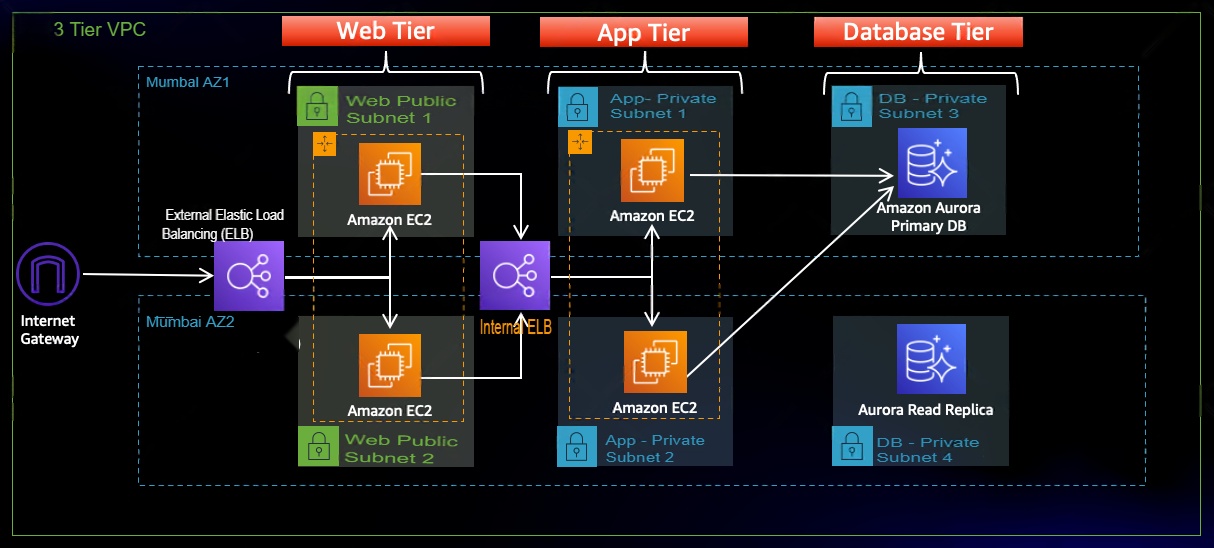 3 Tier VPC
Web Tier
App Tier
Database Tier
Mumbai AZ1
Web Public
Subnet 1
App- Private
Subnet 1
DB - Private
Subnet 3
Amazon EC2
Amazon EC2
Amazon Aurora
Primary DB
External Elastic Load
Balancing (ELB)
Internet
Gateway
Internal ELB
Mumbai AZ2
Amazon EC2
Amazon EC2
Aurora Read Replica
Web Public
Subnet 2
App - Private
Subnet 2
DB - Private
Subnet 4